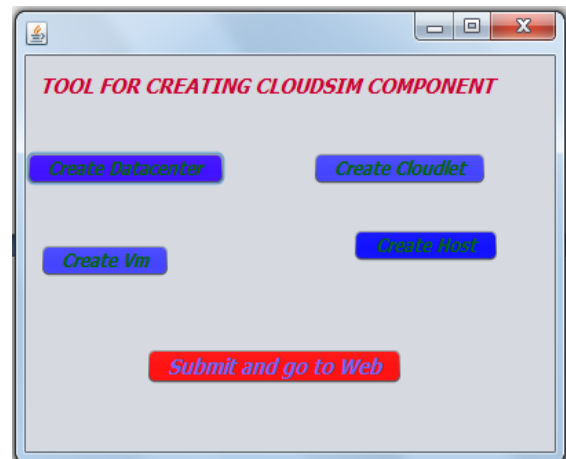 TOOL FOR CREATING CLOUDSIM COMPONENT
Create Datacenter
Create Cloudlet
Create Vm
Create Host
Submit and go to Web